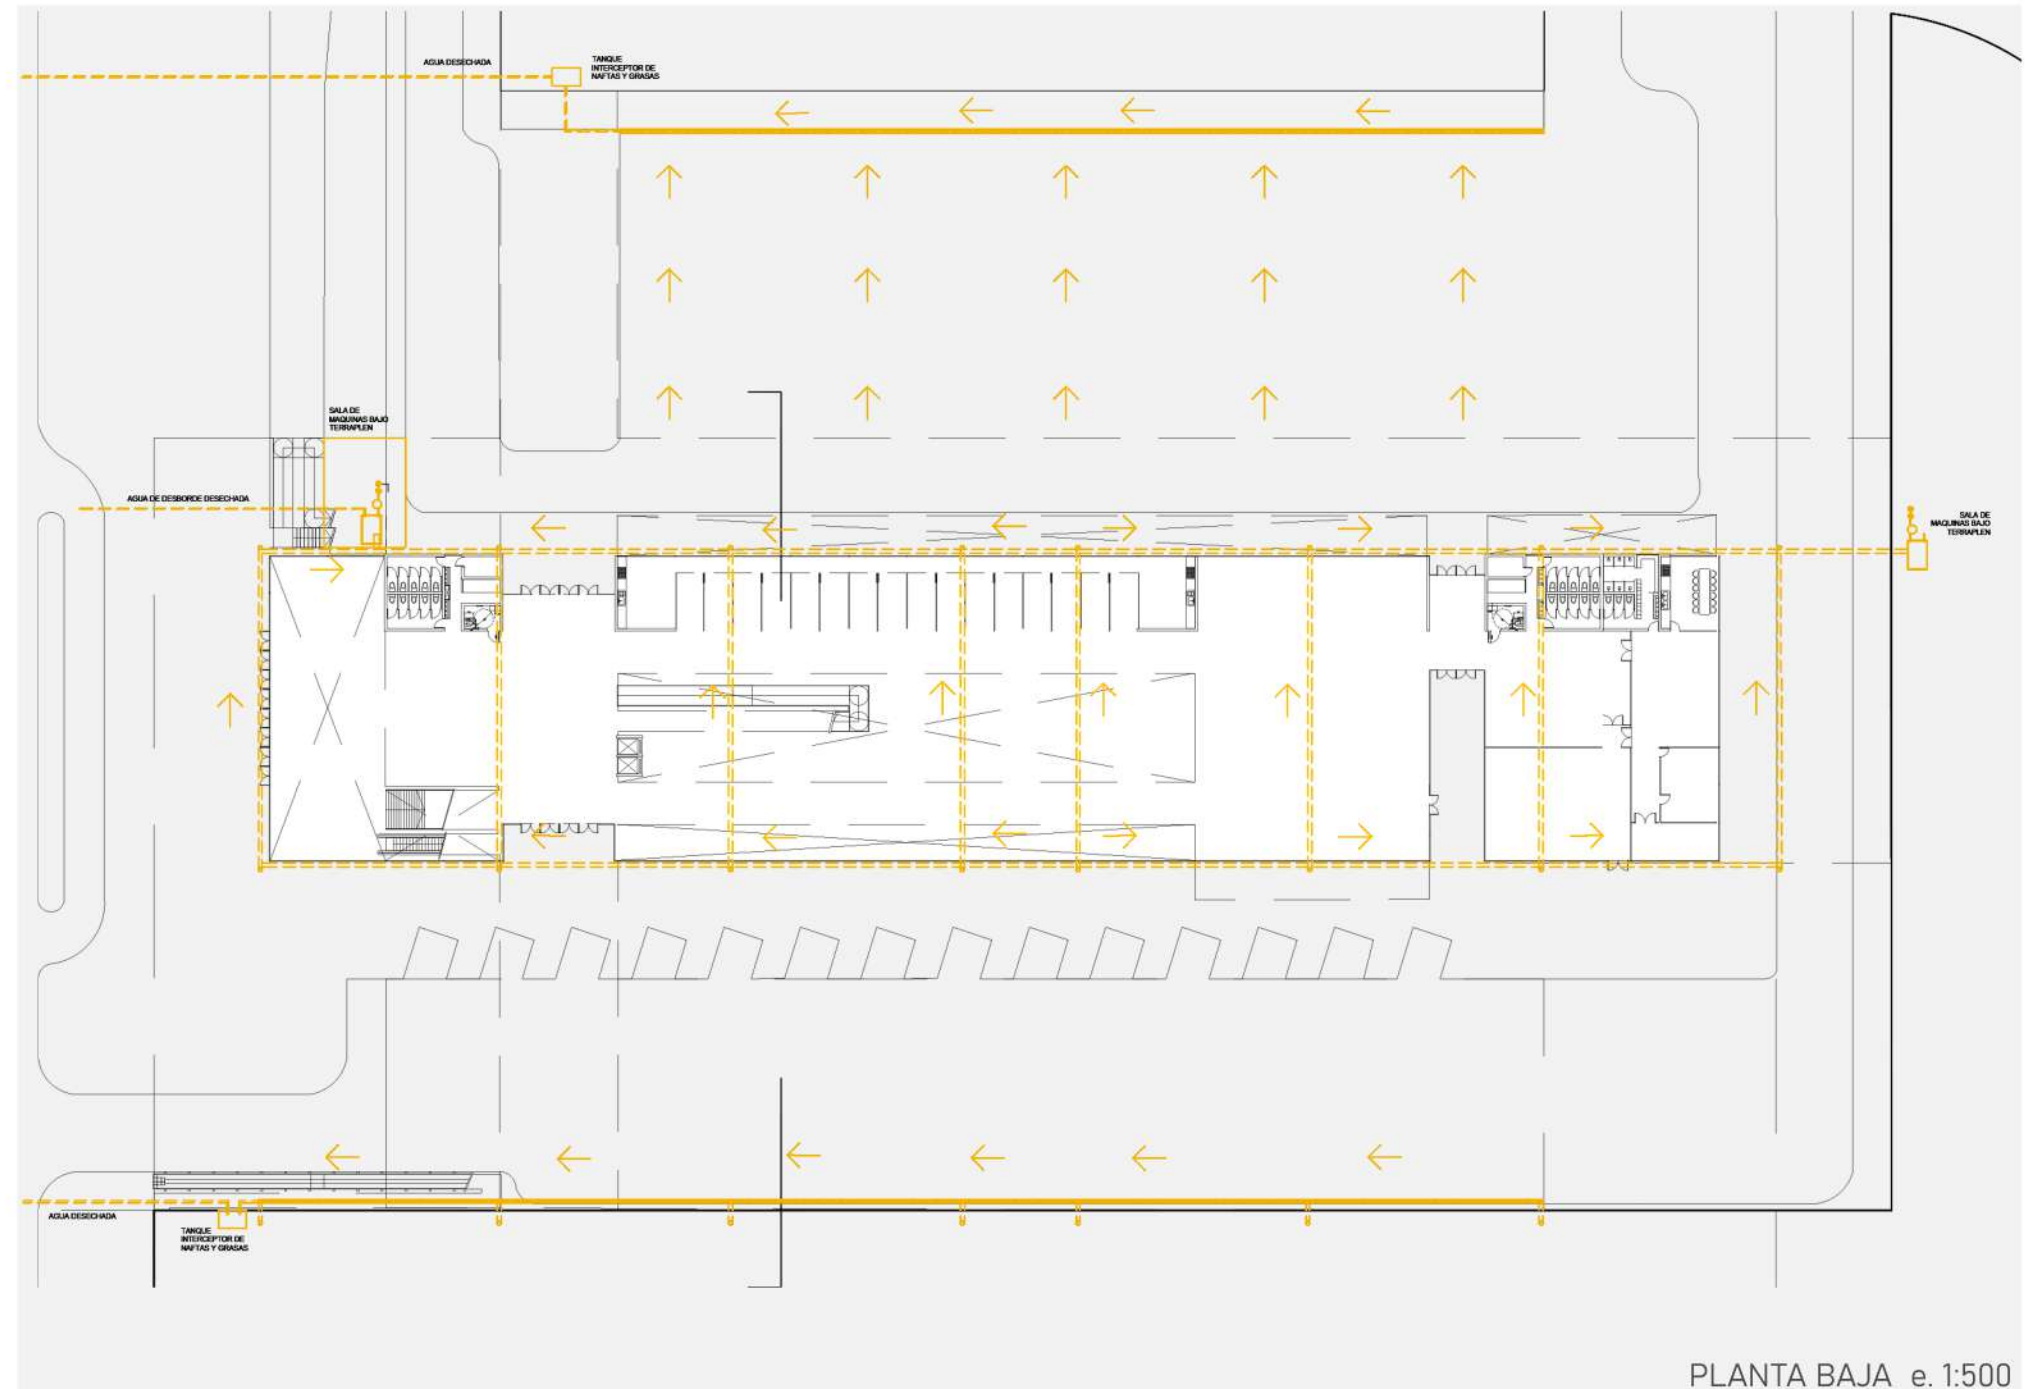 AGUA DESECHADA
TANQUE
INTERCEPTOR DE
NAFTAS Y GRASAS
SALA DE
MAQUINAS BAJO
TERRAPLEN
AGUA DE DESBORDE DESECHADA
SALA DE
MAQUINAS BAJO
TERRAPLEN
AGUA DESECHADA
TANQUE
INTERCEPTOR DE
NAFTAS Y GRASAS
PLANTA BAJA e. 1:500